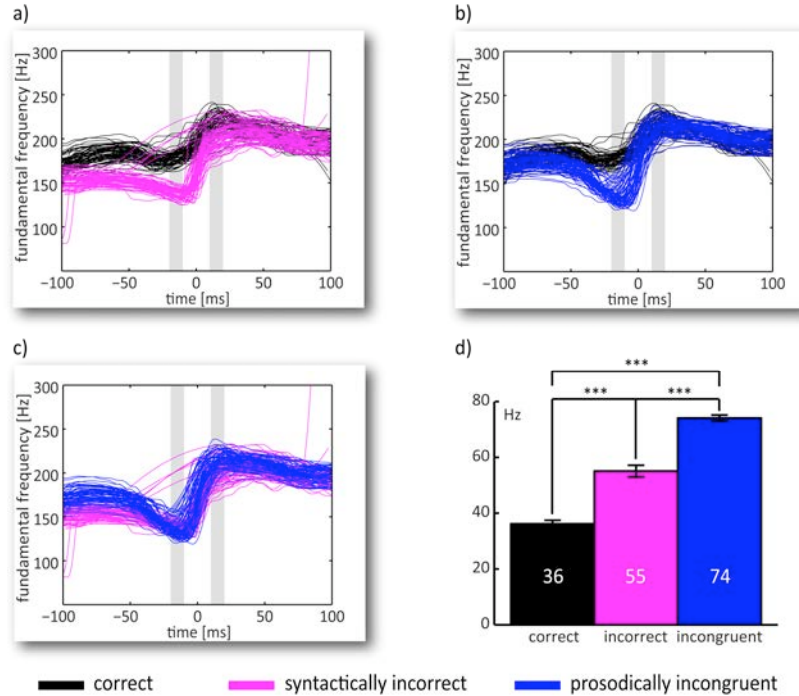 a)
fundamental frequency [Hz]
300
250
200
150
100
−100
−50
0
50
100
time [ms]
b)
fundamental frequency [Hz]
300
250
200
150
100
−100
−50
0
50
100
time [ms]
c)
fundamental frequency [Hz]
300
250
200
150
100
−100
−50
0
50
100
time [ms]
d)
***
*** ***
Hz
80
60
40
20
0
36 55 74
correct incorrect incongruent
correct syntactically incorrect prosodically incongruent